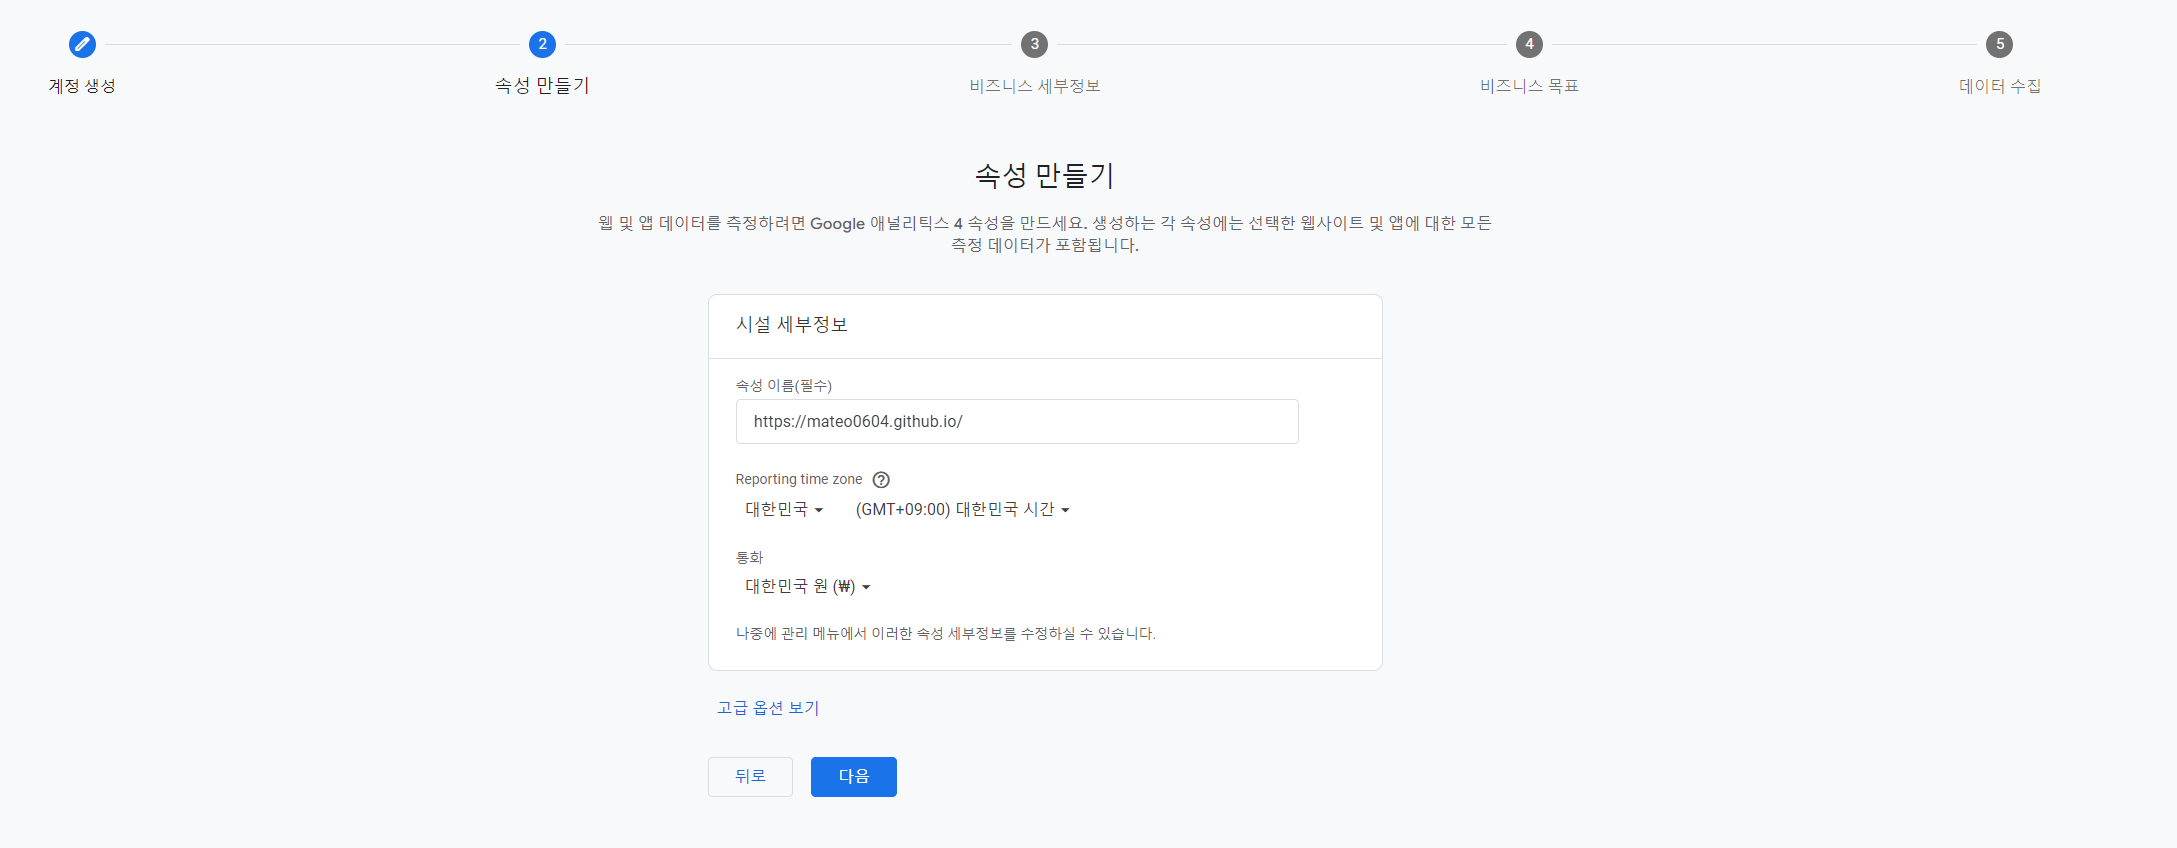 2
3
4
5
계정 생성
속성 만들기
비즈니스 세부정보
비즈니스 목표
데이터 수집
속성 만들기
웹 및 앱 데이터를 측정하려면 Google 애널리틱스 4 속성을 만드세요. 생성하는 각 속성에는 선택한 웹사이트 및 앱에 대한 모든
측정 데이터가 포함됩니다.
시설 세부정보
속성 이름(필수)
https://mateo0604.github.io/
Reporting time zone ?
대한민국 (GMT+09:00) 대한민국 시간
통화
대한민국 원 (₩)
나중에 관리 메뉴에서 이러한 속성 세부정보를 수정하실 수 있습니다.
고급 옵션 보기
뒤로 다음